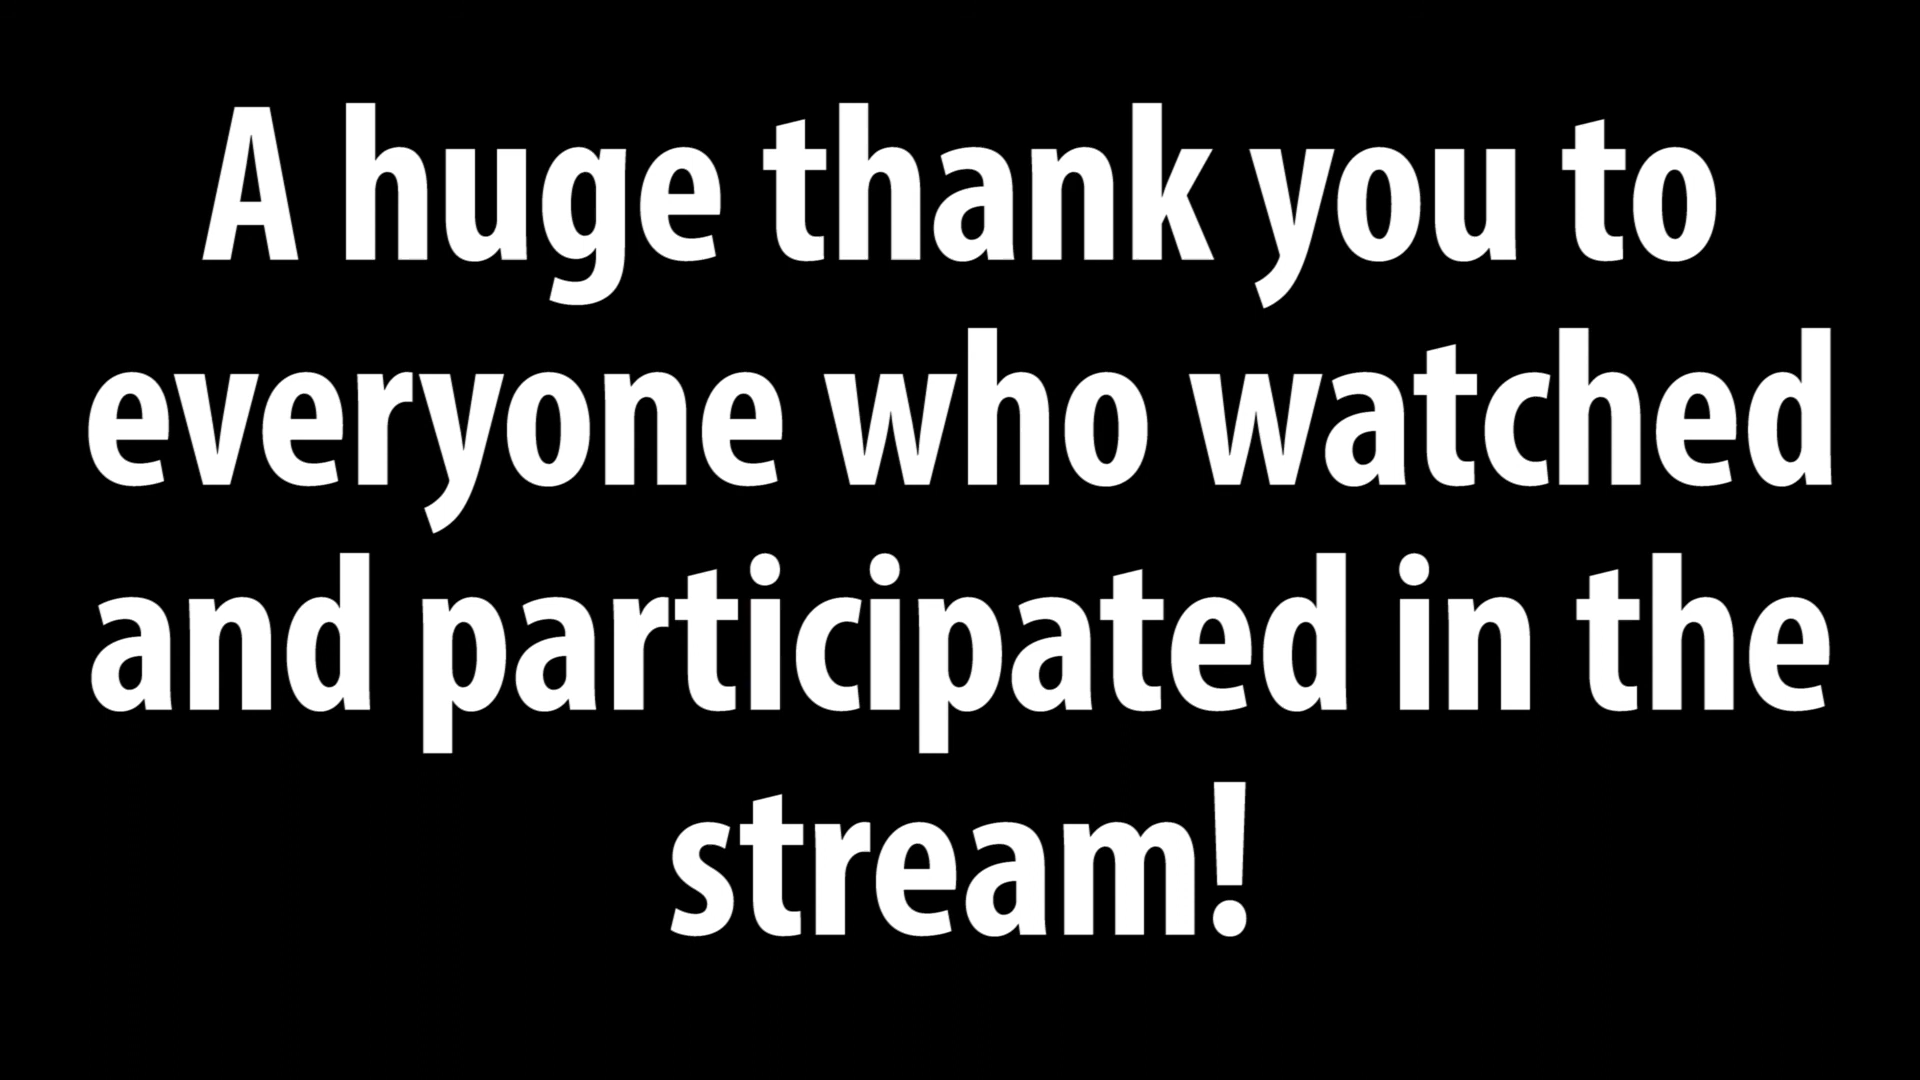 A huge thank you to
everyone who watched
and participated in the
stream!